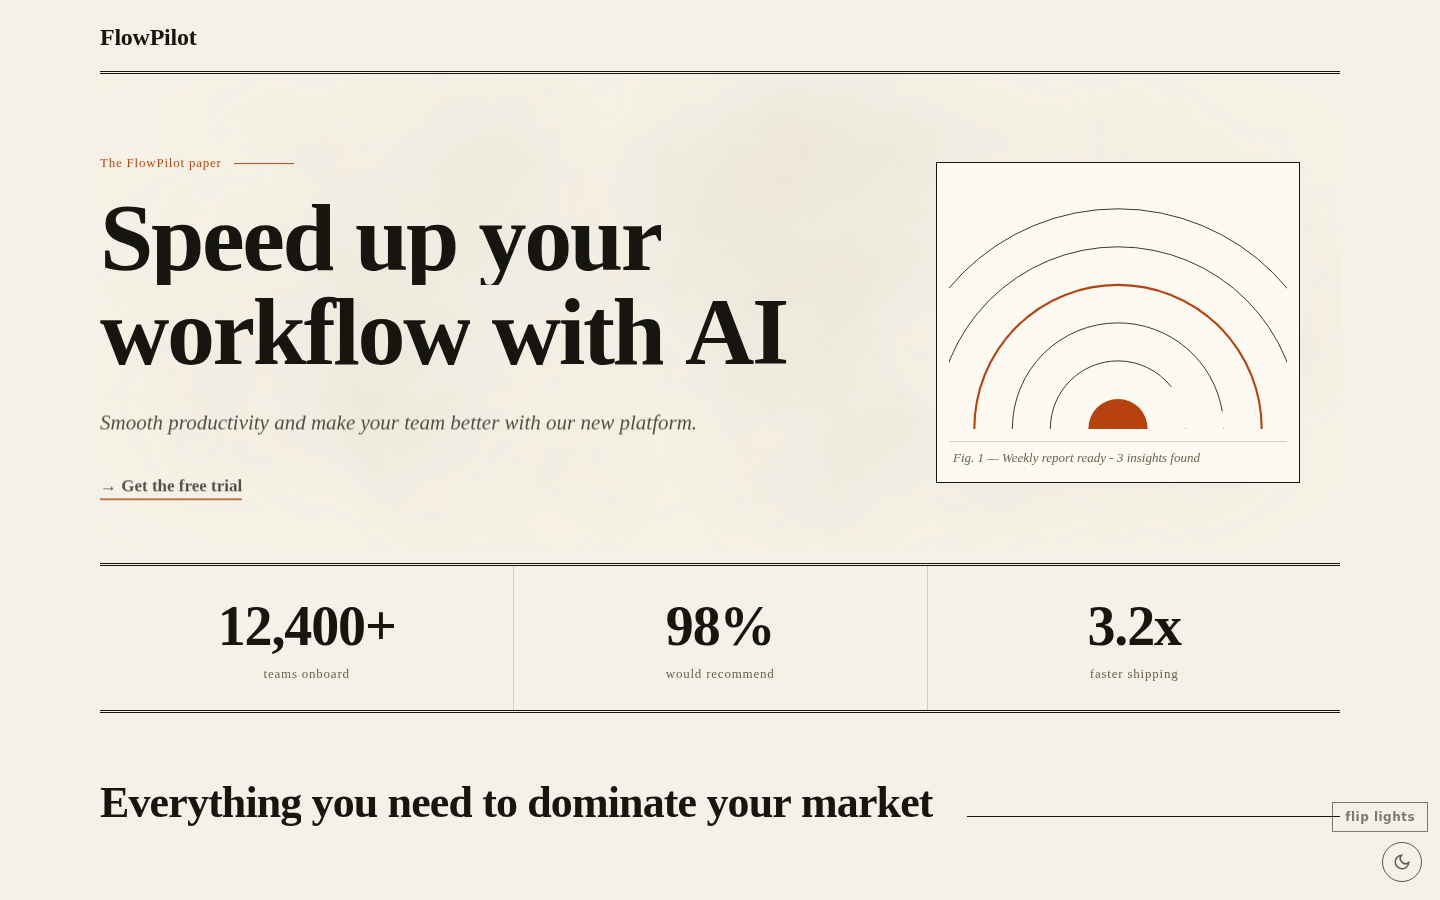 FlowPilot
The FlowPilot paper
Speed up your
workflow with AI
Smooth productivity and make your team better with our new platform.
→ Get the free trial
Fig. 1 — Weekly report ready - 3 insights found
12,400+
teams onboard
98%
would recommend
3.2x
faster shipping
Everything you need to dominate your market
flip lights